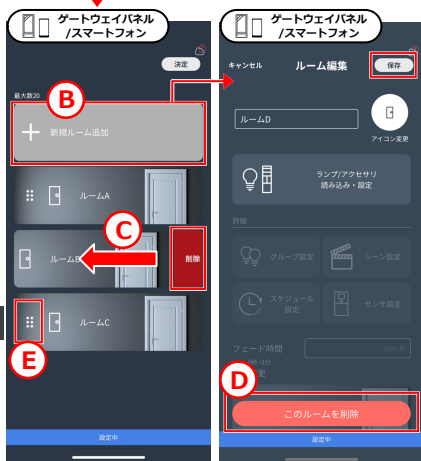 ゲートウェイパネル
/スマートフォン
決定
最大数20
B
新規ルーム追加
ルームA
C
ルームB
削除
ルームC
E
設定中
ゲートウェイパネル
/スマートフォン
キャンセル
ルーム編集
保存
ルームD
アイコン変更
ランプ/アクセサリ
読み込み・設定
詳細
グループ設定
シーン設定
スケジュール
設定
センサ設定
フェード時間
D
このルームを削除
設定中